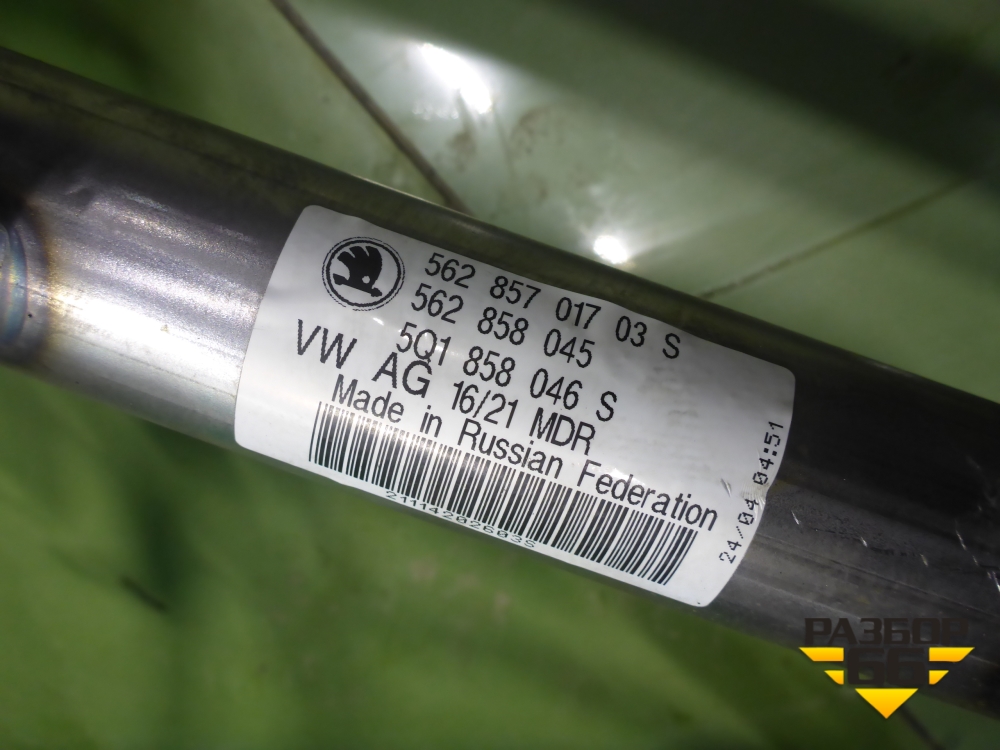 562 857 017 03 S
562 858 045
5Q1 858 046 S
VW AG 16/21 MDR
Made in Russian Federation
21114202603S
24/04 04:51
РАЗБОР
66